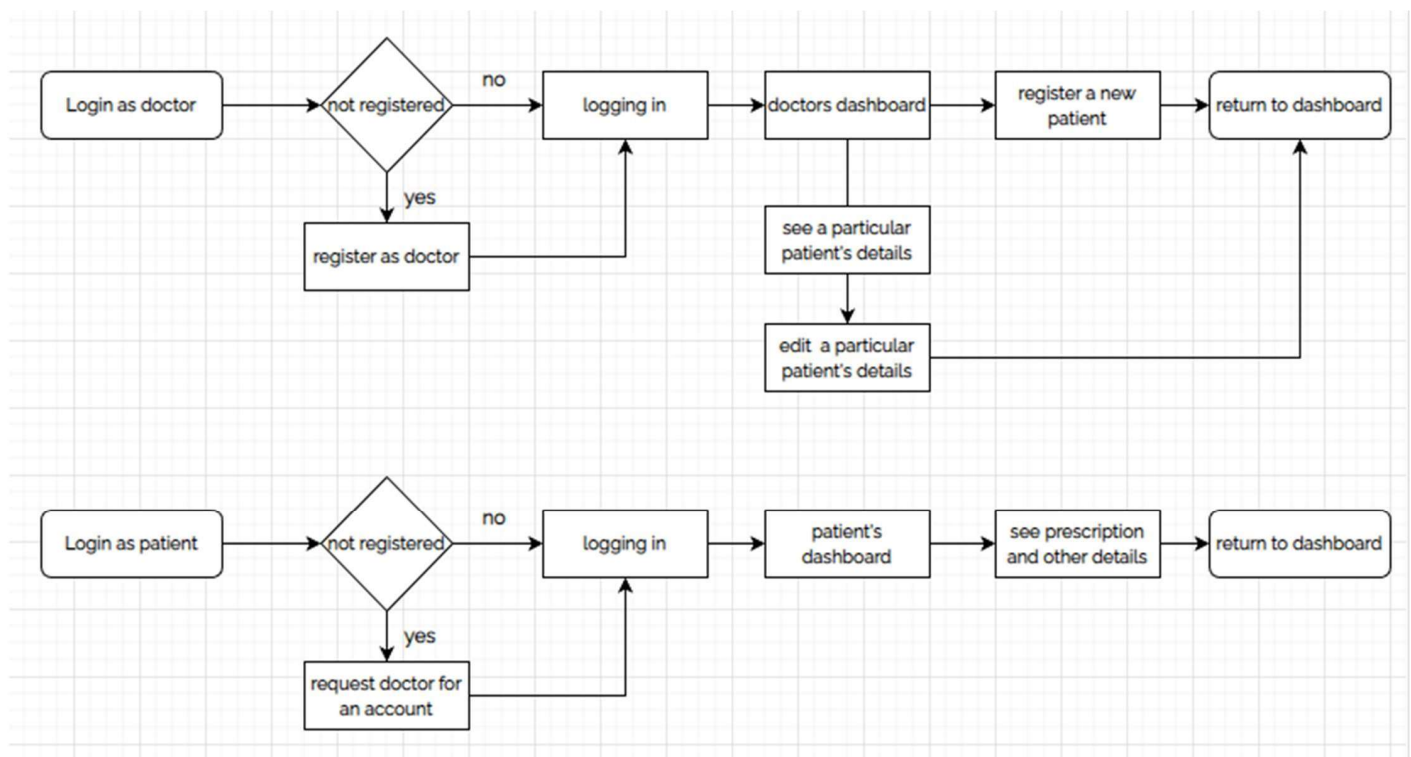 Login as doctor
not registered
no
logging in
doctors dashboard
register a new
patient
return to dashboard
yes
register as doctor
see a particular
patient's details
edit a particular
patient's details
Login as patient
not registered
no
logging in
patient's
dashboard
see prescription
and other details
return to dashboard
yes
request doctor for
an account